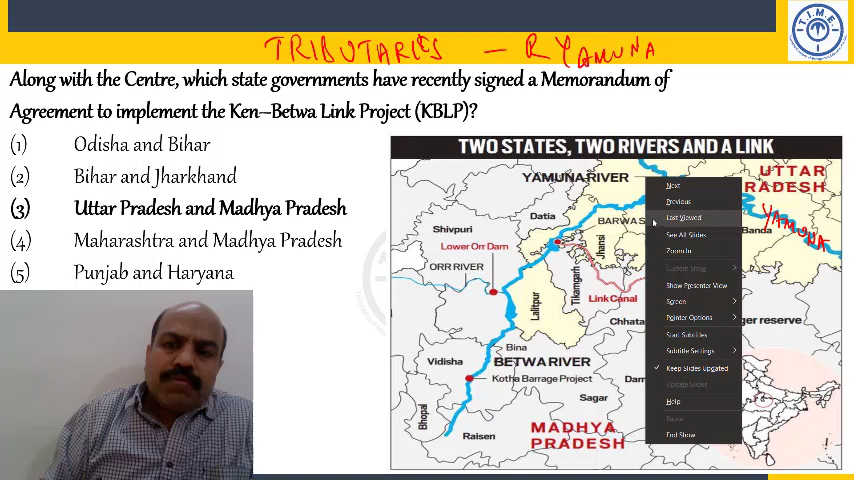 TRIBUTARIES — R YAMUNA
T.I.M.E.
Along with the Centre, which state governments have recently signed a Memorandum of
Agreement to implement the Ken–Betwa Link Project (KBLP)?
(1) Odisha and Bihar
(2) Bihar and Jharkhand
(3) Uttar Pradesh and Madhya Pradesh
(4) Maharashtra and Madhya Pradesh
(5) Punjab and Haryana
TWO STATES, TWO RIVERS AND A LINK
YAMUNA RIVER
UTTAR
RADESH
YAMUNA
Datia
BARWA S
Banda
Shivpuri
Lower Orr Dam
Jhansi
ORR RIVER
Tikamgarh
Link Canal
Lalitpur
Chhata
ger reserve
Bina
Vidisha
BETWA RIVER
Kotha Barrage Project
Dam
Sagar
Bhopal
Raisen
MADHYA
PRADESH
Next
Previous
Last Viewed
See All Slides
Zoom In
Custom Show
Show Presenter View
Screen
Pointer Options
Start Subtitles
Subtitle Settings
Keep Slides Updated
Update Slides
Help
Pause
End Show